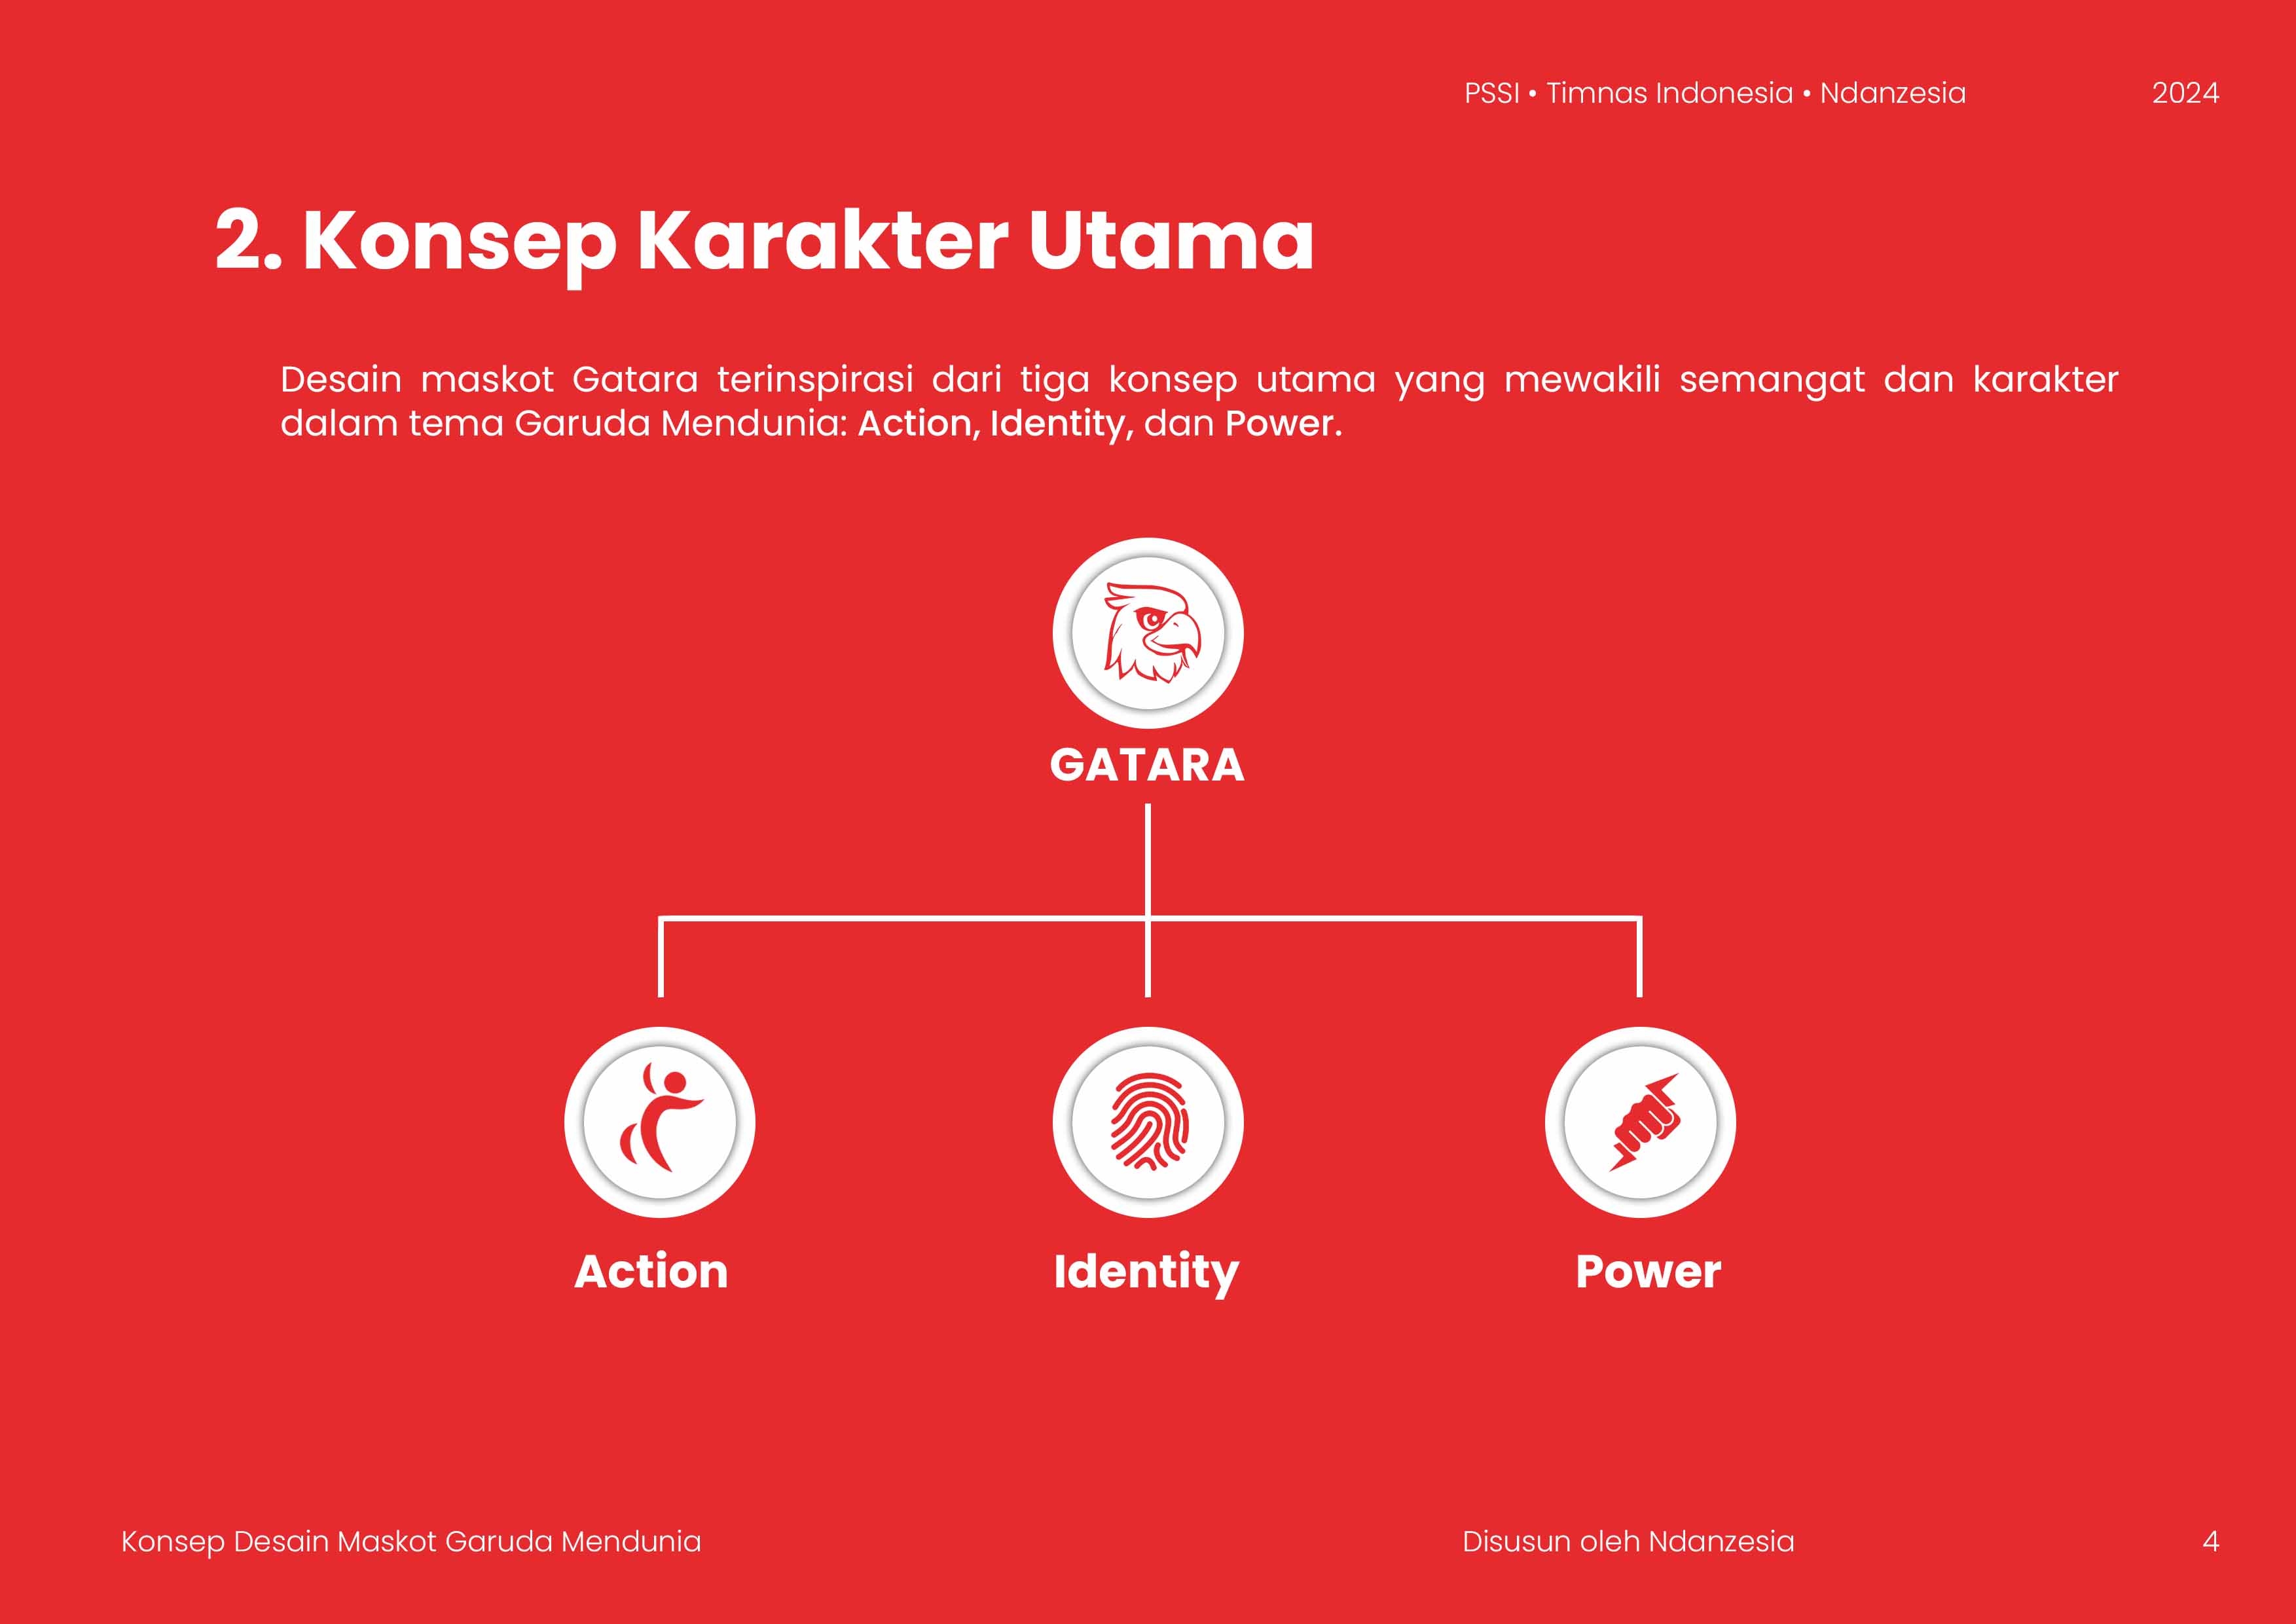 PSSI • Timnas Indonesia • Ndanzesia
2024
2. Konsep Karakter Utama
Desain maskot Gatara terinspirasi dari tiga konsep utama yang mewakili semangat dan karakter
dalam tema Garuda Mendunia: Action, Identity, dan Power.
GATARA
Action
Identity
Power
Konsep Desain Maskot Garuda Mendunia
Disusun oleh Ndanzesia
4